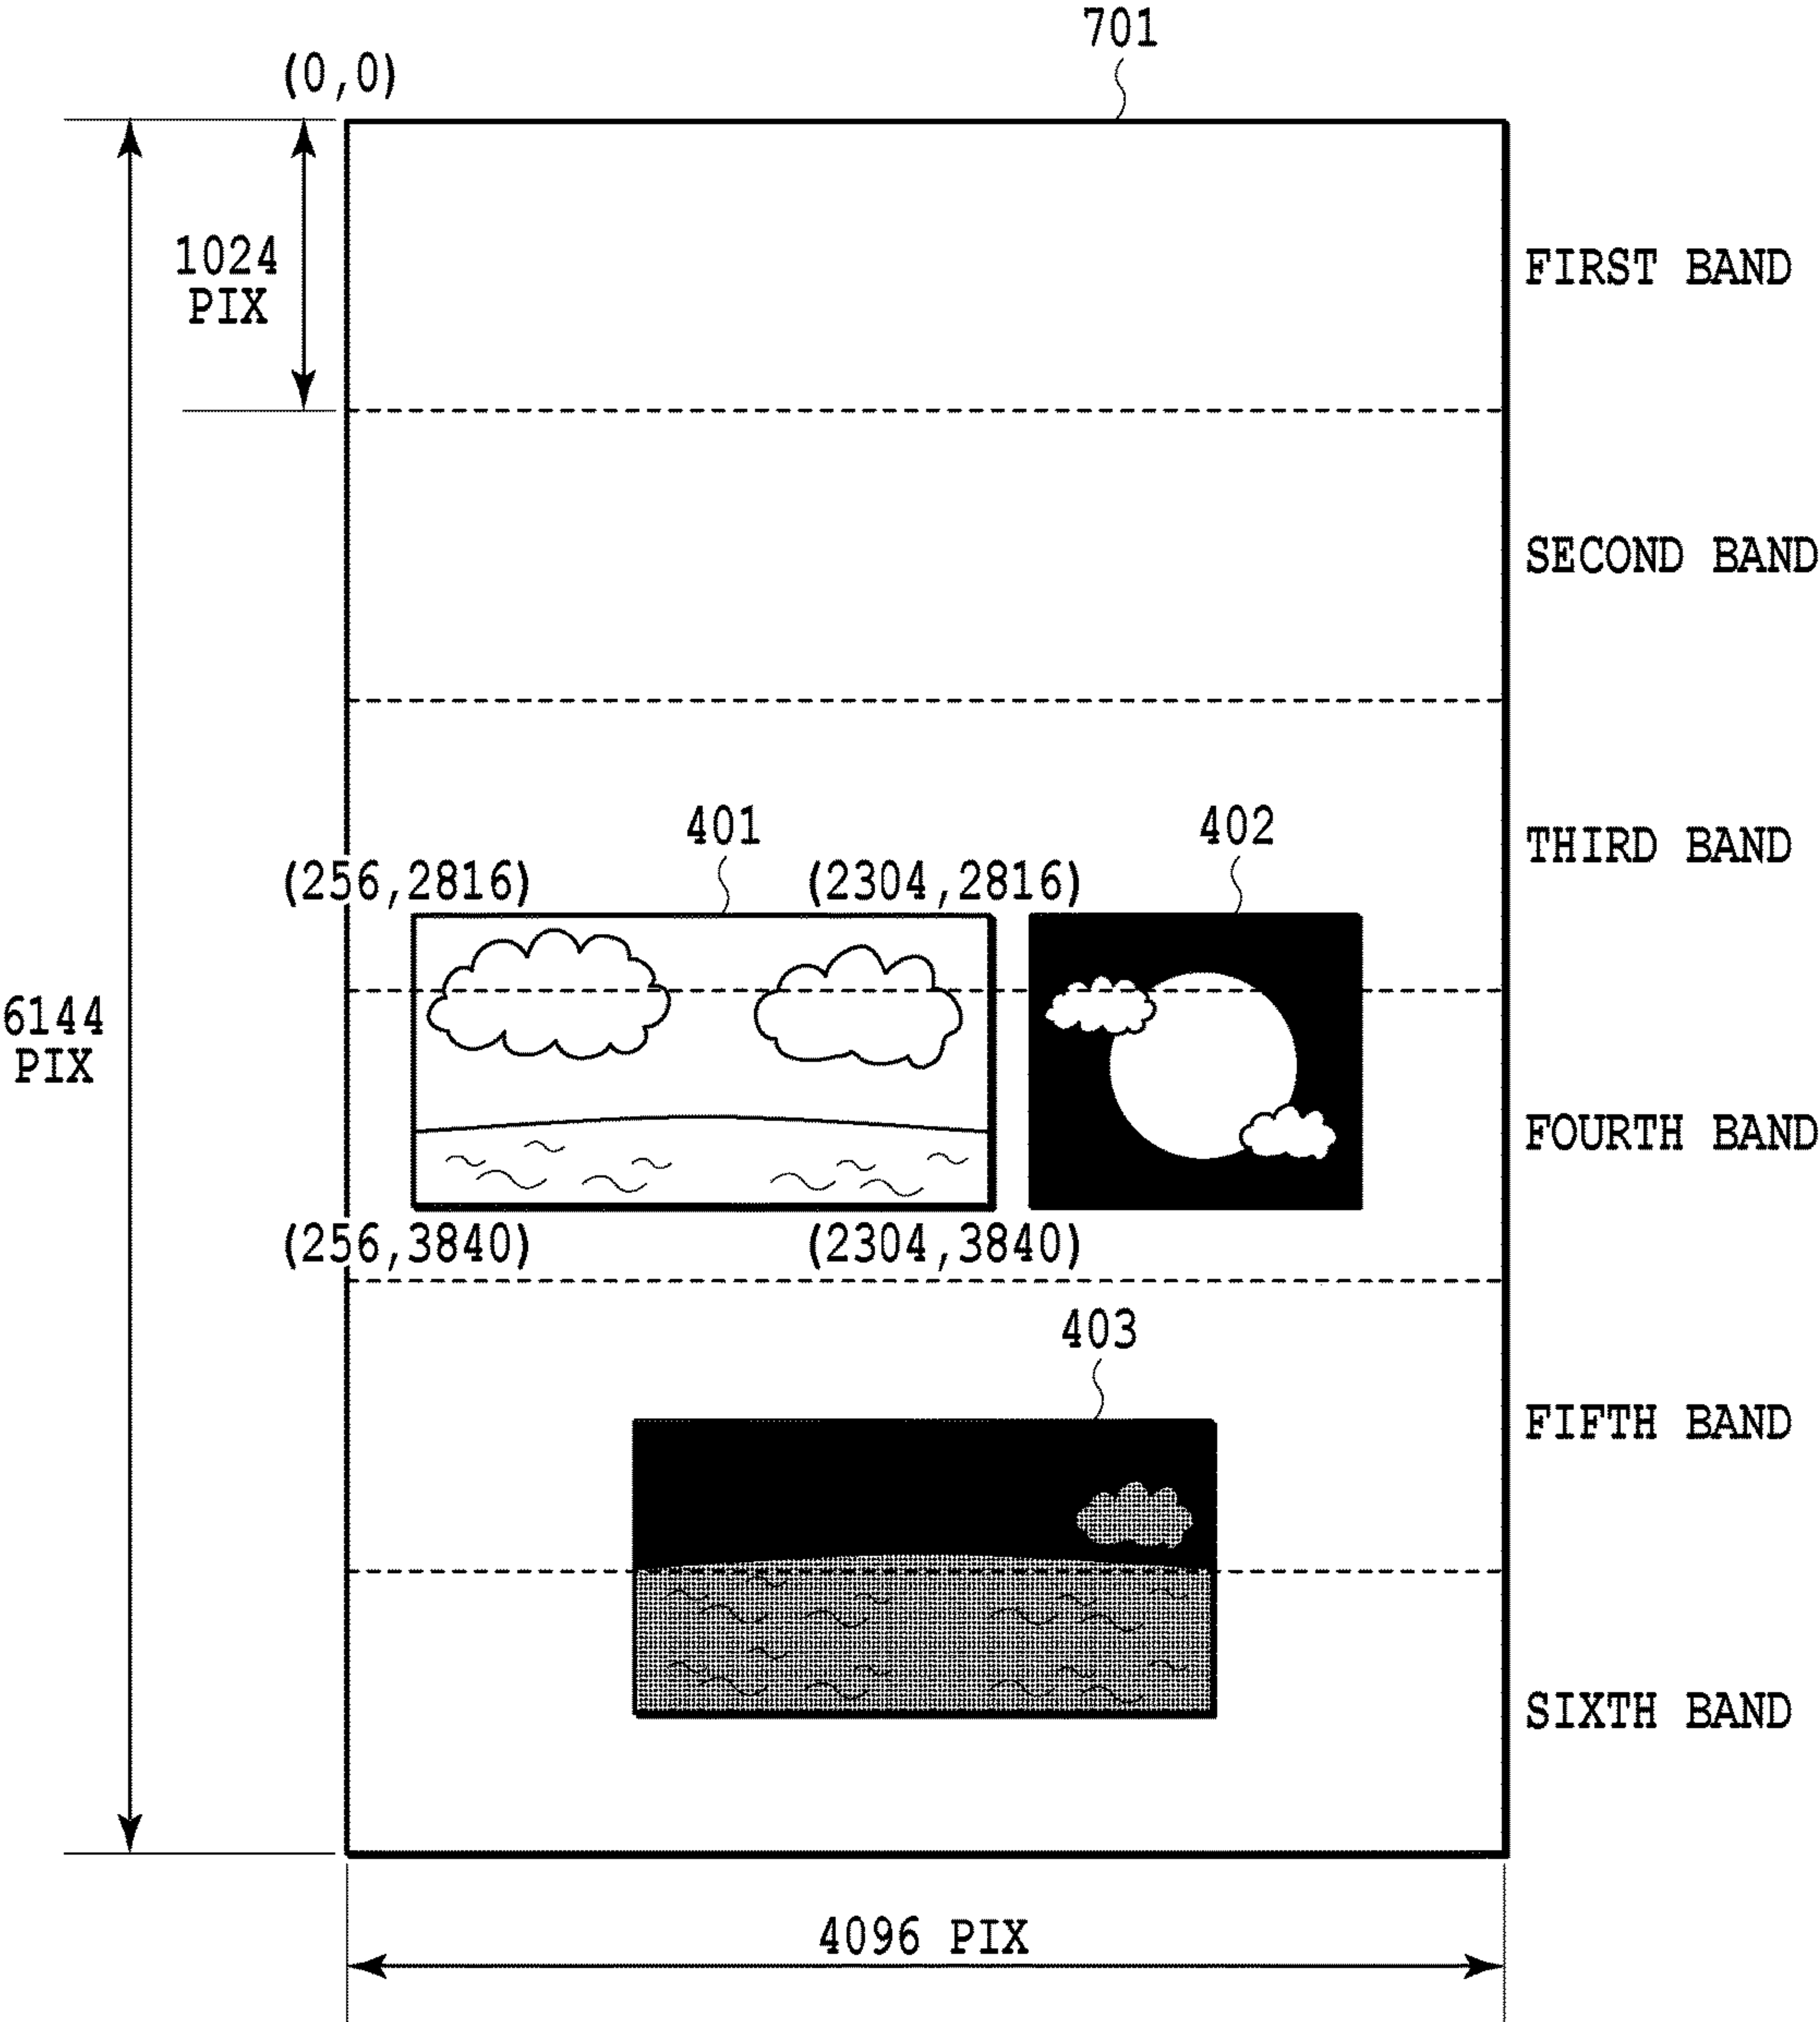 701
(0,0)
1024
PIX
FIRST BAND
SECOND BAND
THIRD BAND
401
402
(256,2816)
(2304,2816)
6144
PIX
FOURTH BAND
(256,3840)
(2304,3840)
403
FIFTH BAND
SIXTH BAND
4096 PIX